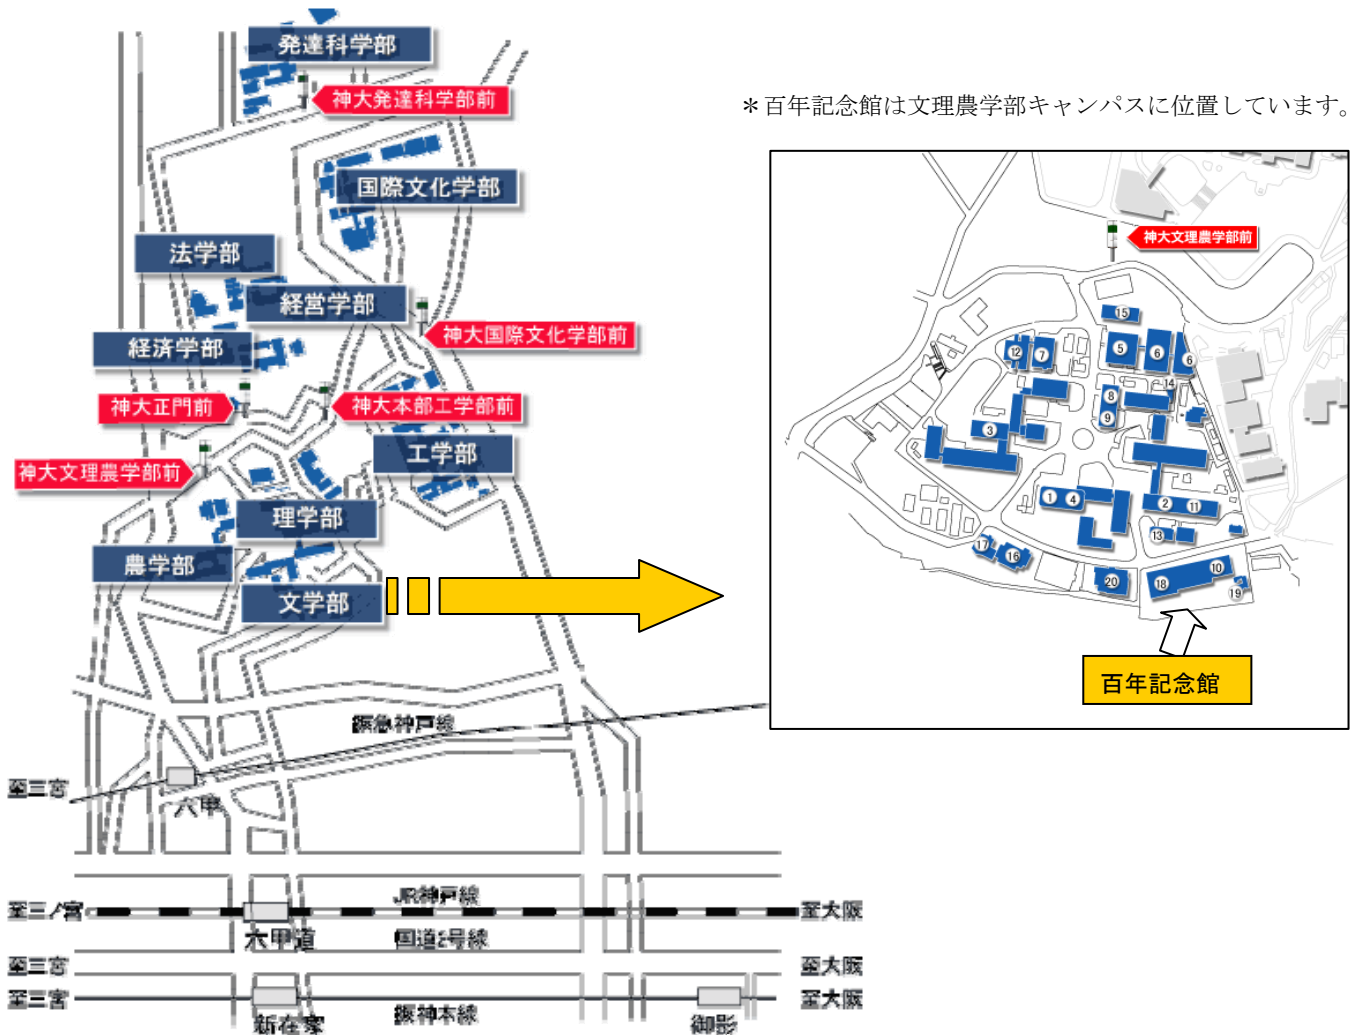 発達科学部
神大発達科学部前
＊百年記念館は文理農学部キャンパスに位置しています。
国際文化学部
法学部
経営学部
神大国際文化学部前
経済学部
神大正門前
神大本部工学部前
工学部
神大文理農学部前
理学部
農学部
文学部
神大文理農学部前
⑮
⑫
⑦
⑤
⑥
⑥
⑭
⑧
⑨
③
①
④
②
⑪
⑬
⑰
⑯
⑳
⑱
⑩
⑲
百年記念館
阪急神戸線
至三宮
六甲
JR神戸線
至三ノ宮
至大阪
六甲道
国道2号線
至三宮
至大阪
至三宮
至大阪
新在家
阪神本線
御影